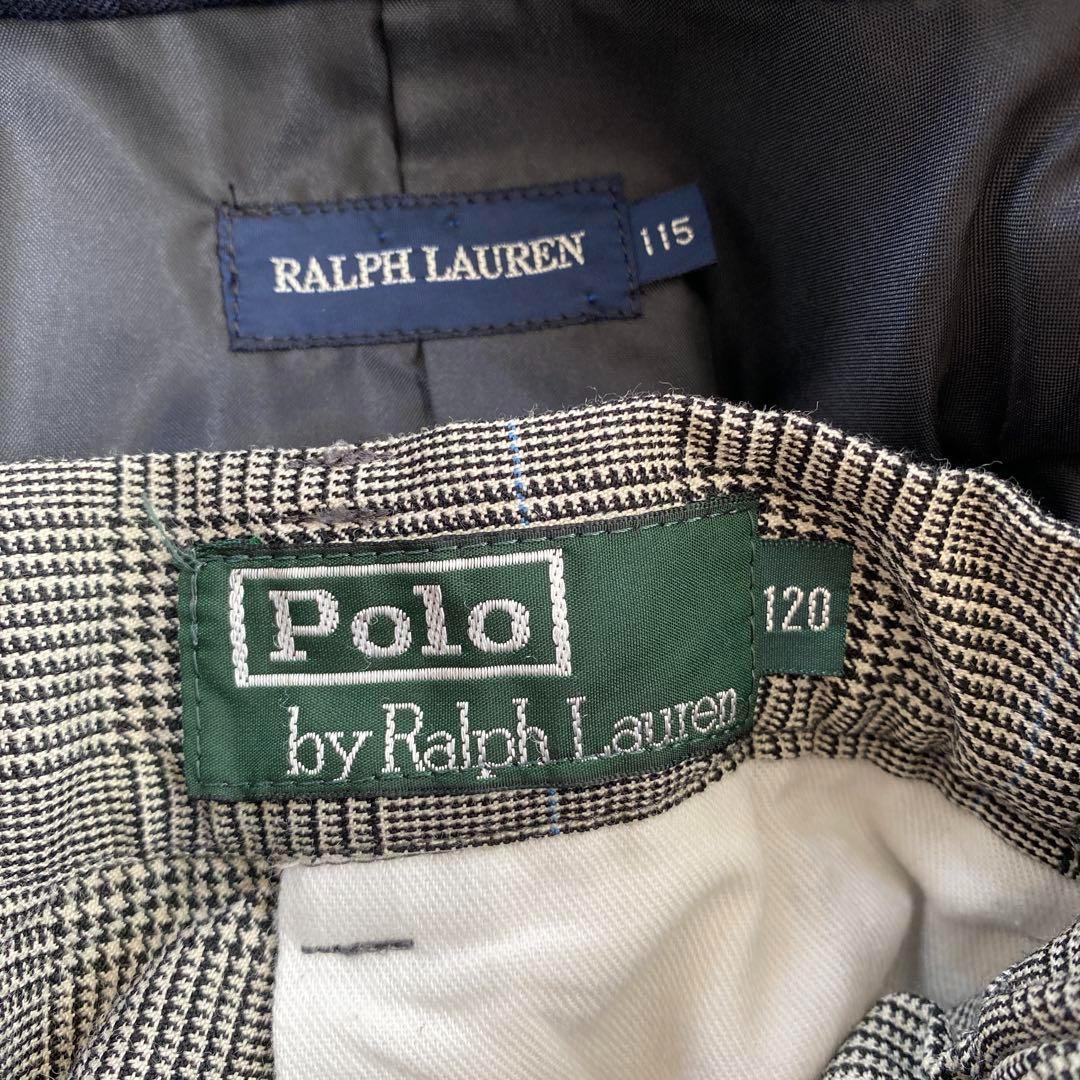 RALPH LAUREN 115
Polo 120
by Ralph Lauren